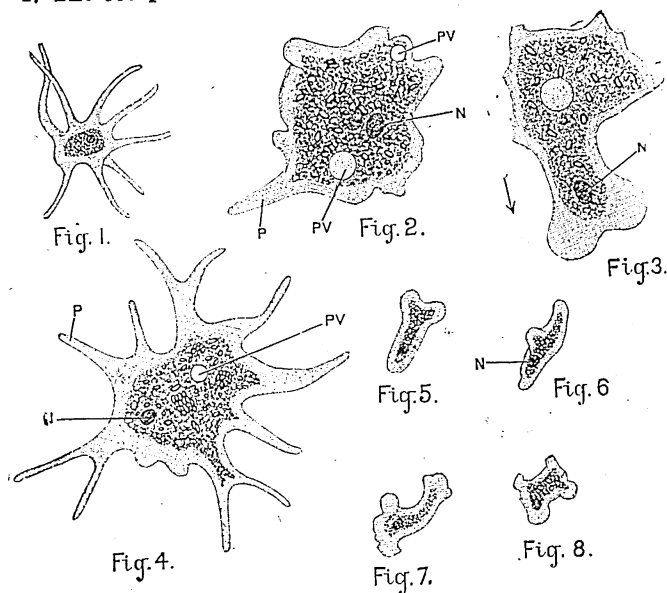 PV
N
P
PV
Fig. 1.
Fig. 2.
N
Fig. 3.
P
PV
N
Fig. 5.
Fig. 6
Fig. 4.
Fig. 7.
Fig. 8.